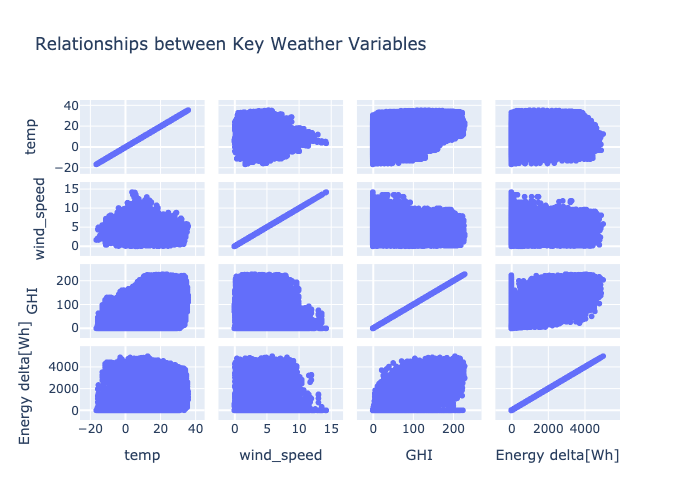 Relationships between Key Weather Variables
temp
40
20
0
−20
wind_speed
15
10
5
0
GHI
200
100
0
Energy delta[Wh]
4000
2000
0
−20 0 20 40 0 5 10 15 0 100 200 0 2000 4000
temp wind_speed GHI Energy delta[Wh]